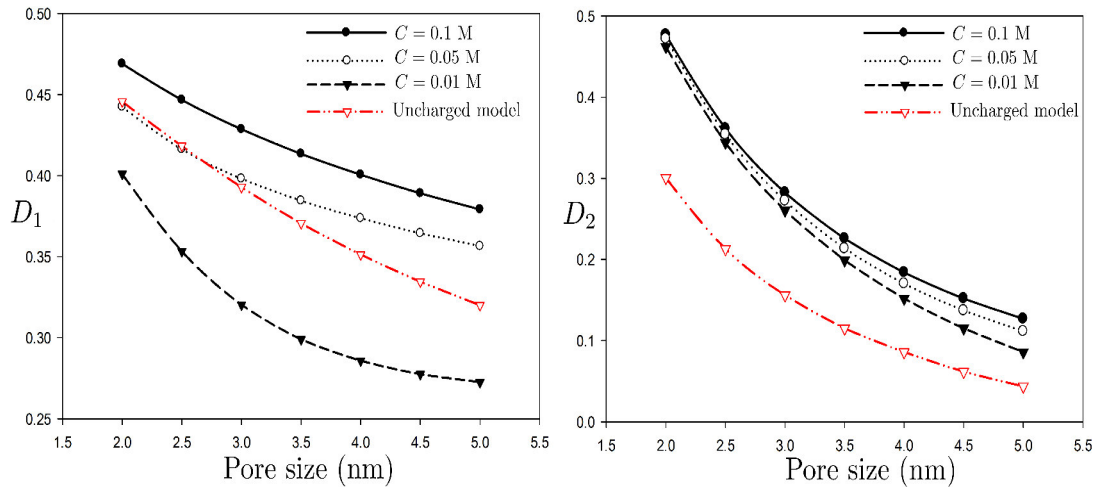 0.50
0.45
0.40
0.35
0.30
0.25
D₁
1.5 2.0 2.5 3.0 3.5 4.0 4.5 5.0 5.5
Pore size (nm)
C = 0.1 M
C = 0.05 M
C = 0.01 M
Uncharged model
0.5
0.4
0.3
0.2
0.1
0.0
D₂
1.5 2.0 2.5 3.0 3.5 4.0 4.5 5.0 5.5
Pore size (nm)
C = 0.1 M
C = 0.05 M
C = 0.01 M
Uncharged model